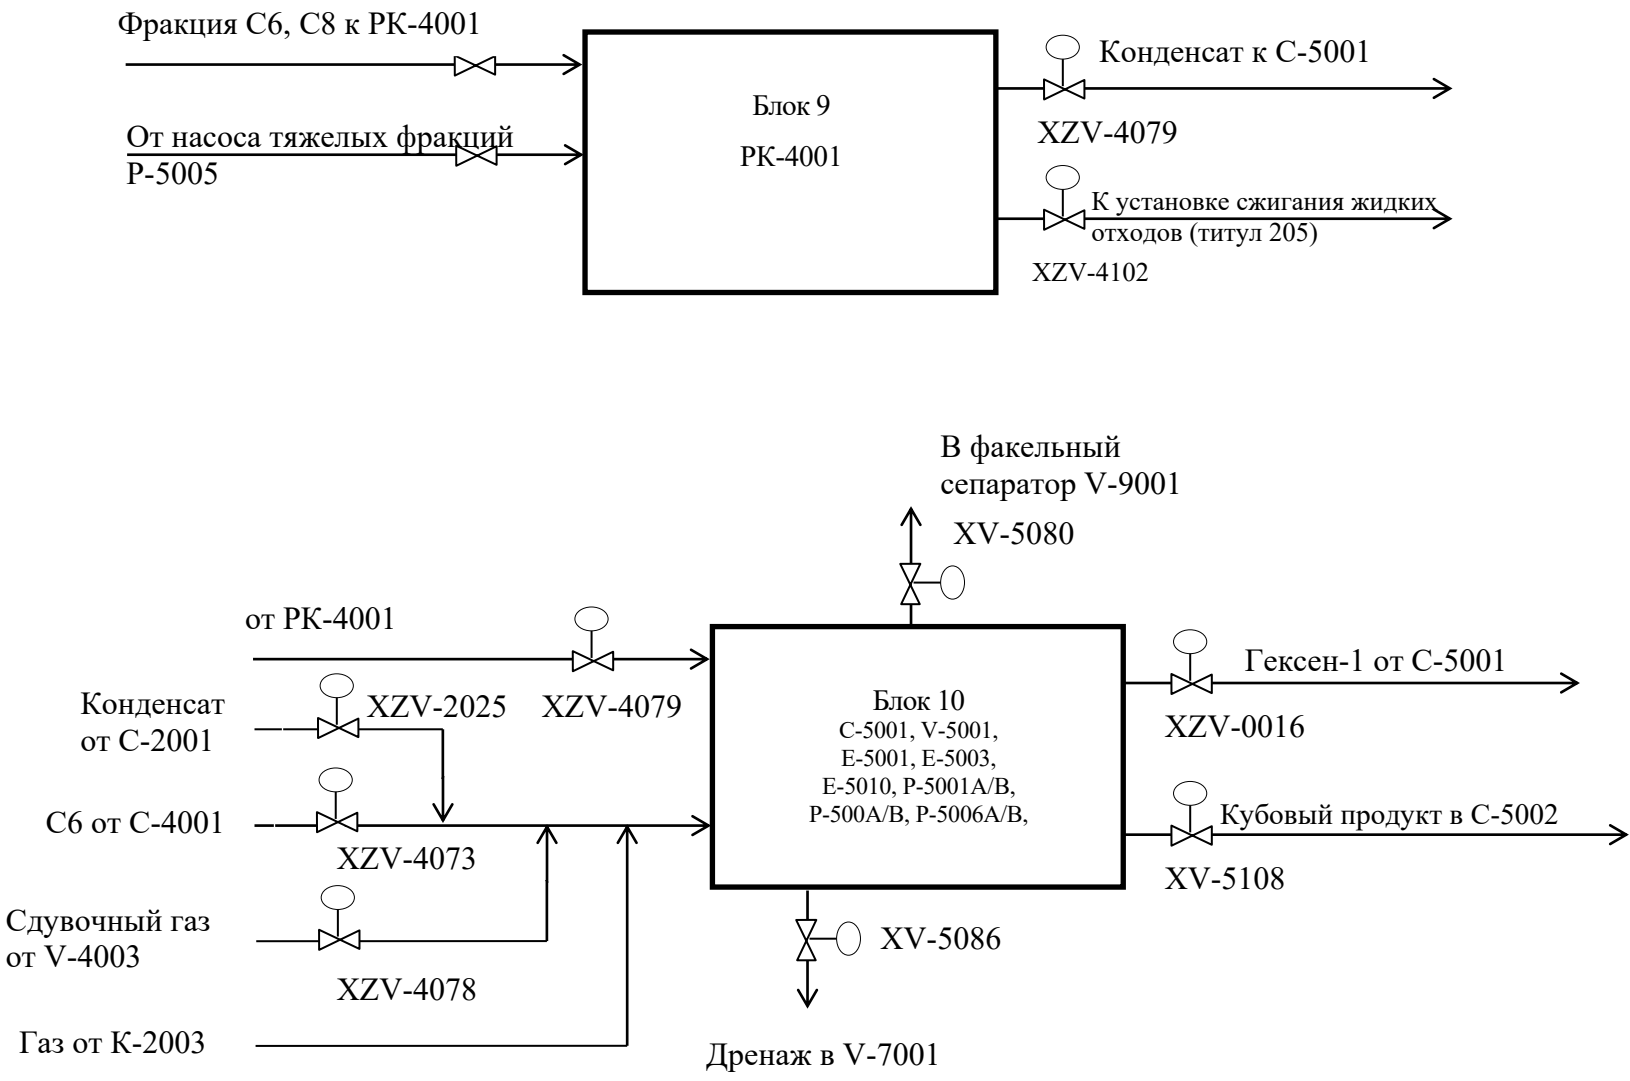 Фракция С6, С8 к РК-4001
Конденсат к С-5001
Блок 9
XZV-4079
От насоса тяжелых фракций
Р-5005
РК-4001
К установке сжигания жидких
отходов (титул 205)
XZV-4102
В факельный
сепаратор V-9001
XV-5080
от РК-4001
Гексен-1 от С-5001
Конденсат
от С-2001
XZV-2025
XZV-4079
Блок 10
С-5001, V-5001,
Е-5001, Е-5003,
Е-5010, Р-5001А/В,
Р-500А/В, Р-5006А/В,
XZV-0016
С6 от С-4001
XZV-4073
Кубовый продукт в С-5002
XV-5108
Сдувочный газ
от V-4003
XZV-4078
XV-5086
Газ от К-2003
Дренаж в V-7001